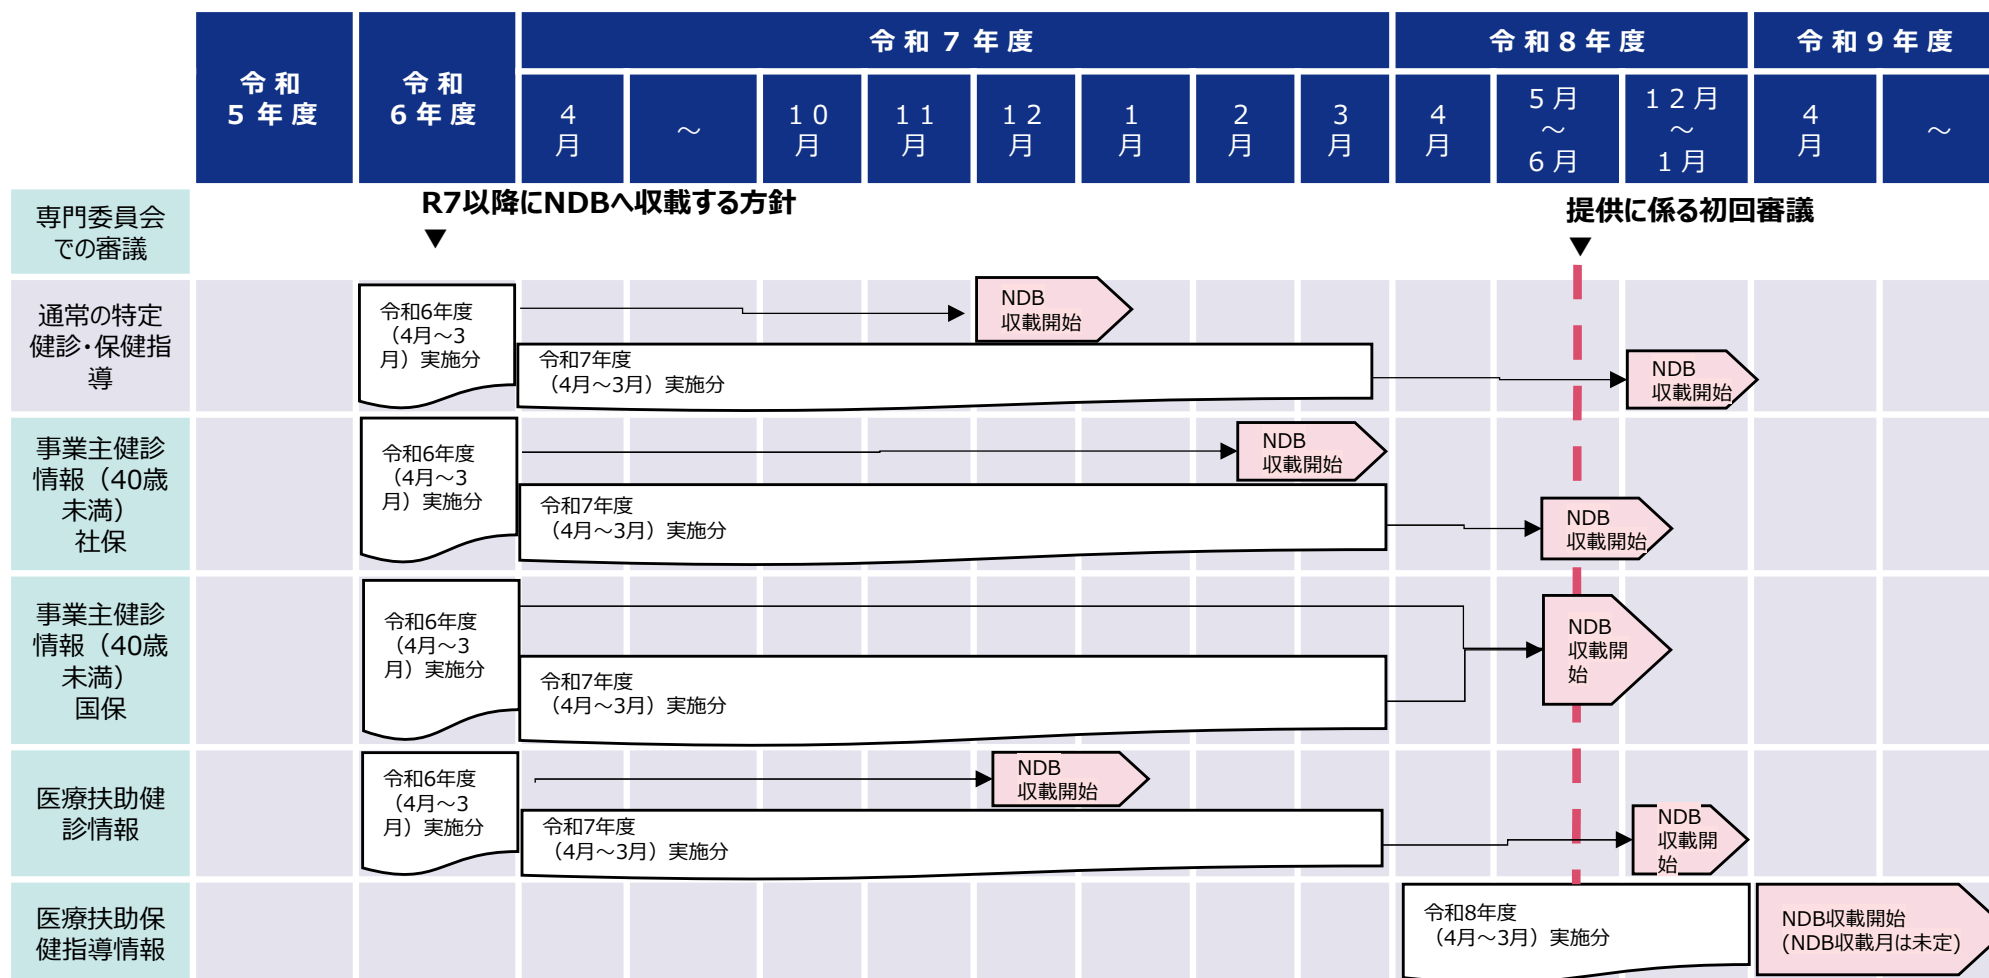 令和
5年度
令和
6年度
令和7年度
令和8年度
令和9年度
4
月
～
10
月
11
月
12
月
1
月
2
月
3
月
4
月
5月
～
6月
12月
～
1月
4
月
～
専門委員会
での審議
R7以降にNDBへ収載する方針
▼
提供に係る初回審議
▼
通常の特定
健診・保健指
導
令和6年度
（4月～3
月）実施分
NDB
収載開始
令和7年度
（4月～3月）実施分
NDB
収載開始
事業主健診
情報（40歳
未満）
社保
令和6年度
（4月～3
月）実施分
NDB
収載開始
令和7年度
（4月～3月）実施分
NDB
収載開始
事業主健診
情報（40歳
未満）
国保
令和6年度
（4月～3
月）実施分
令和7年度
（4月～3月）実施分
NDB
収載開
始
医療扶助健
診情報
令和6年度
（4月～3
月）実施分
NDB
収載開始
令和7年度
（4月～3月）実施分
NDB
収載開
始
医療扶助保
健指導情報
令和8年度
（4月～3月）実施分
NDB収載開始
(NDB収載月は未定)